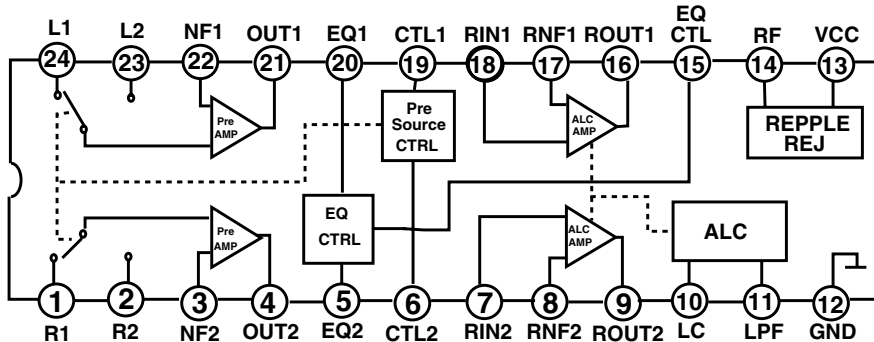 L1 L2 NF1 OUT1 EQ1 CTL1 RIN1 RNF1 ROUT1 EQ CTL RF VCC
24 23 22 21 20 19 18 17 16 15 14 13
Pre AMP
Pre Source CTRL
ALC AMP
REPPLE REJ
Pre AMP
EQ CTRL
ALC AMP
ALC
1 2 3 4 5 6 7 8 9 10 11 12
R1 R2 NF2 OUT2 EQ2 CTL2 RIN2 RNF2 ROUT2 LC LPF GND